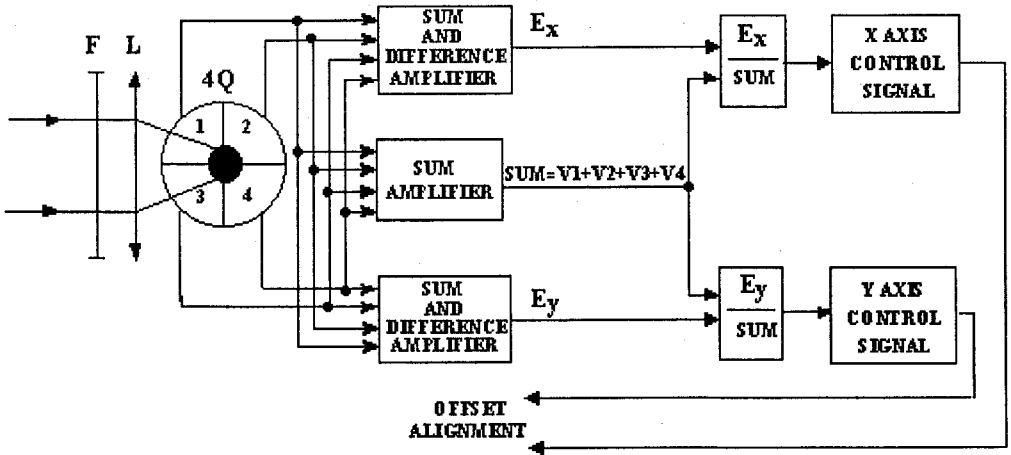 F
L
4Q
1
2
3
4
SUM
AND
DIFFERENCE
AMPLIFIER
Ex
Ex
SUM
X AXIS
CONTROL
SIGNAL
SUM
AMPLIFIER
SUM=V1+V2+V3+V4
SUM
AND
DIFFERENCE
AMPLIFIER
Ey
Ey
SUM
Y AXIS
CONTROL
SIGNAL
OFFSET
ALIGNMENT